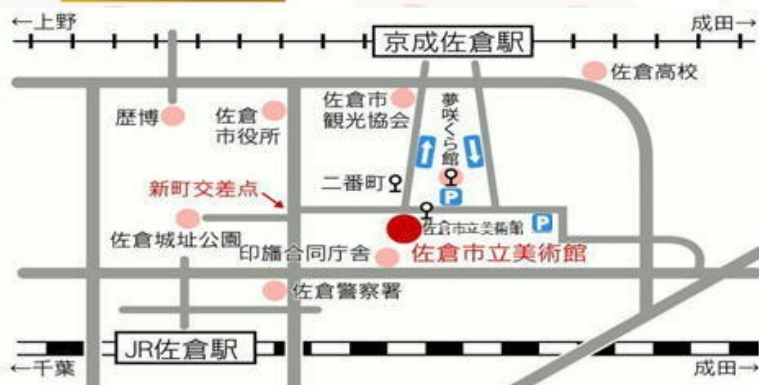 ←上野
成田→
京成佐倉駅
佐倉高校
歴博
佐倉
市役所
佐倉市
観光協会
夢咲くら館
二番町
P
新町交差点
佐倉市立美術館
P
佐倉城址公園
印旛合同庁舎
佐倉市立美術館
佐倉警察署
JR佐倉駅
←千葉
成田→